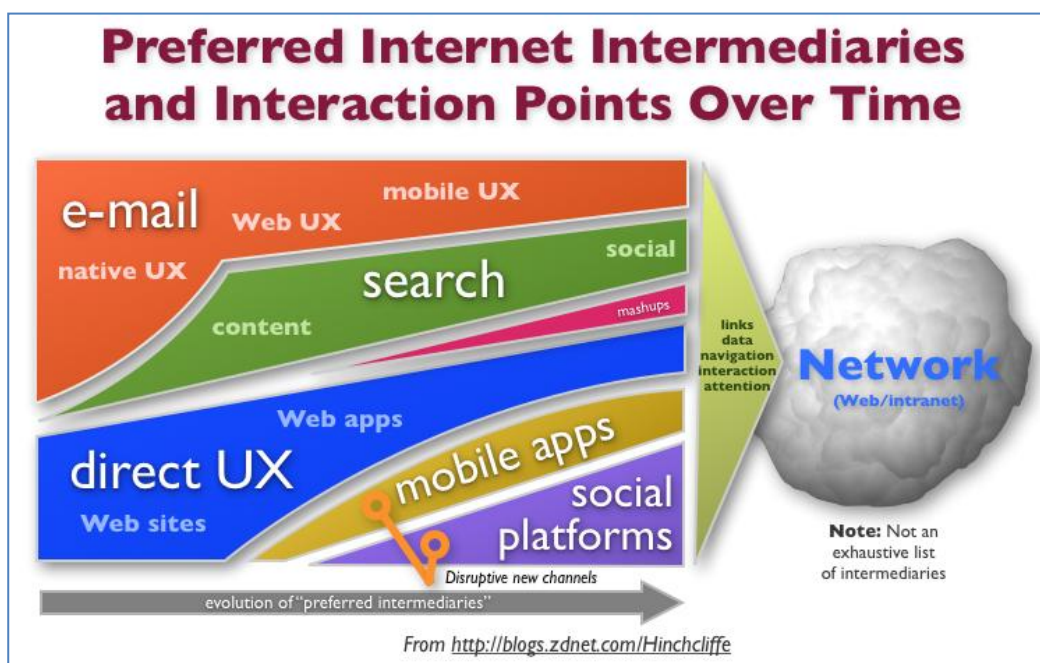 Preferred Internet Intermediaries
and Interaction Points Over Time
e-mail
native UX
Web UX
mobile UX
search
content
social
mashups
direct UX
Web sites
Web apps
mobile apps
social
platforms
Disruptive new channels
evolution of "preferred intermediaries"
links
data
navigation
interaction
attention
Network
(Web/intranet)
Note: Not an
exhaustive list
of intermediaries
From http://blogs.zdnet.com/Hinchcliffe